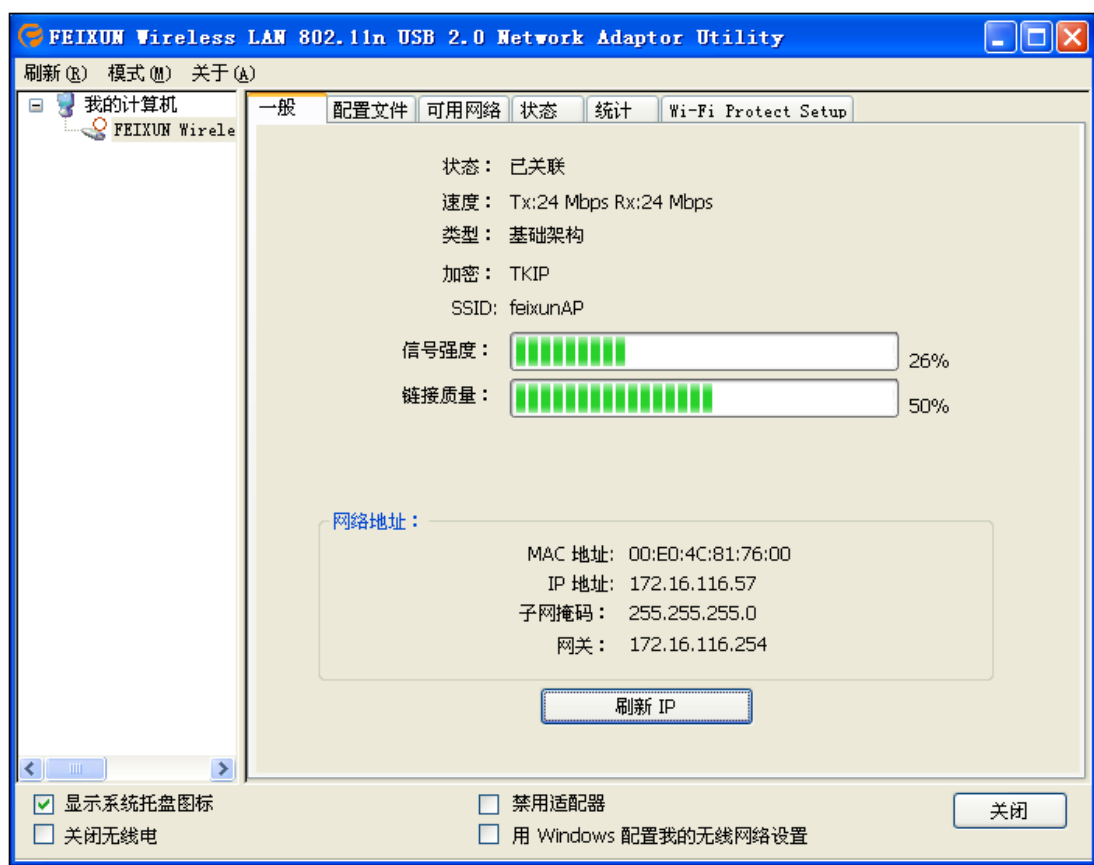 FEIXUN Wireless LAN 802.11n USB 2.0 Network Adaptor Utility
刷新(R) 模式(M) 关于(A)
我的计算机
FEIXUN Wirele
一般 配置文件 可用网络 状态 统计 Wi-Fi Protect Setup
状态： 已关联
速度： Tx:24 Mbps Rx:24 Mbps
类型： 基础架构
加密： TKIP
SSID: feixunAP
信号强度： 26%
链接质量： 50%
网络地址：
MAC 地址: 00:E0:4C:81:76:00
IP 地址: 172.16.116.57
子网掩码： 255.255.255.0
网关： 172.16.116.254
刷新 IP
显示系统托盘图标 禁用适配器 关闭
关闭无线电 用 Windows 配置我的无线网络设置